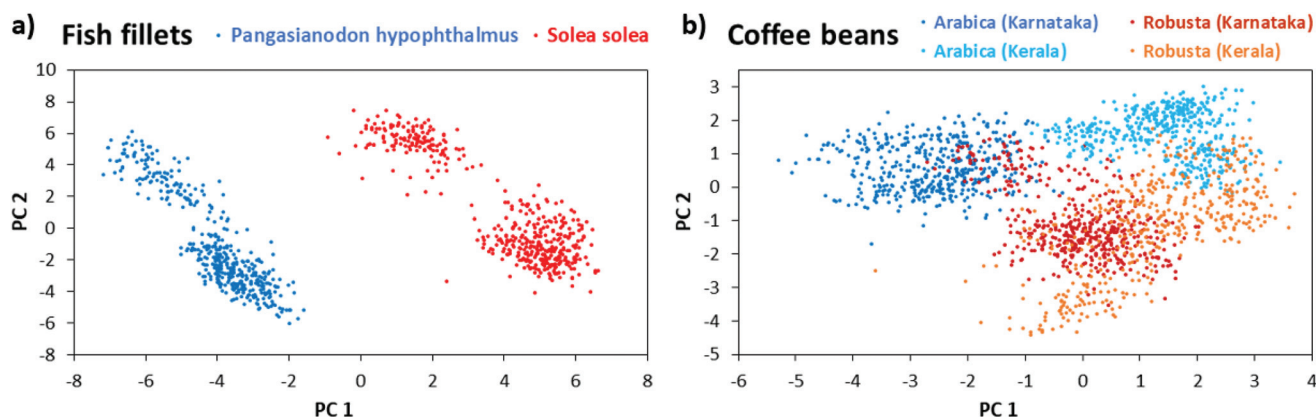 a) Fish fillets · Pangasianodon hypophthalmus · Solea solea
10
8
6
4
2
0
-2
-4
-6
-8
PC 2
-8 -6 -4 -2 0 2 4 6 8
PC 1
b) Coffee beans · Arabica (Karnataka) · Robusta (Karnataka)
· Arabica (Kerala) · Robusta (Kerala)
3
2
1
0
-1
-2
-3
-4
-5
PC 2
-6 -5 -4 -3 -2 -1 0 1 2 3 4
PC 1